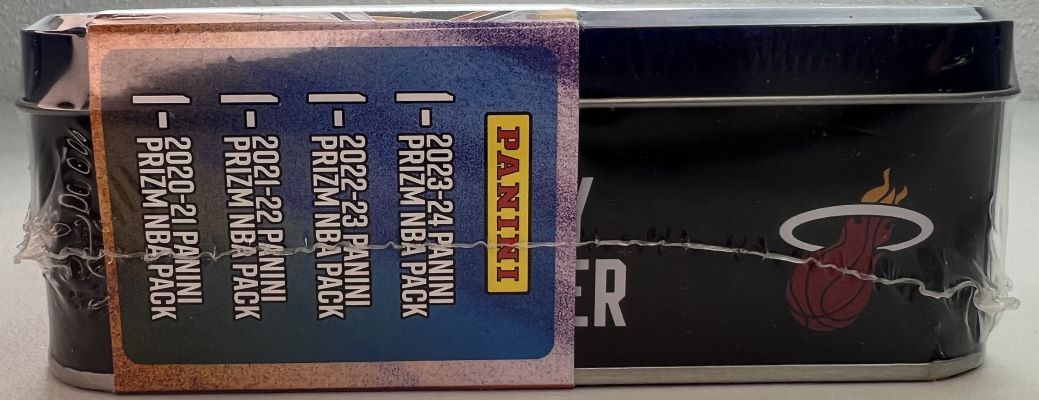 PANINI
1 - 2023-24 PANINI
PRIZM NBA PACK
1 - 2022-23 PANINI
PRIZM NBA PACK
1 - 2021-22 PANINI
PRIZM NBA PACK
1 - 2020-21 PANINI
PRIZM NBA PACK
Y
ER